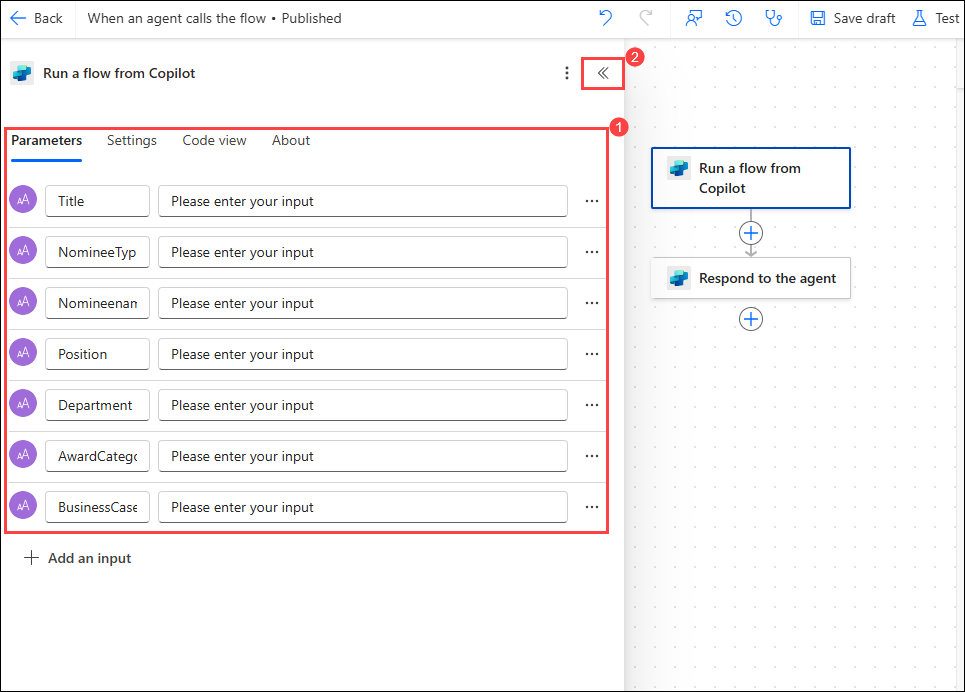 Back
When an agent calls the flow • Published
Save draft
Test
Run a flow from Copilot
2
1
Parameters
Settings
Code view
About
AA Title Please enter your input
AA NomineeTyp Please enter your input
AA Nomineenam Please enter your input
AA Position Please enter your input
AA Department Please enter your input
AA AwardCatego Please enter your input
AA BusinessCase Please enter your input
Add an input
Run a flow from
Copilot
Respond to the agent